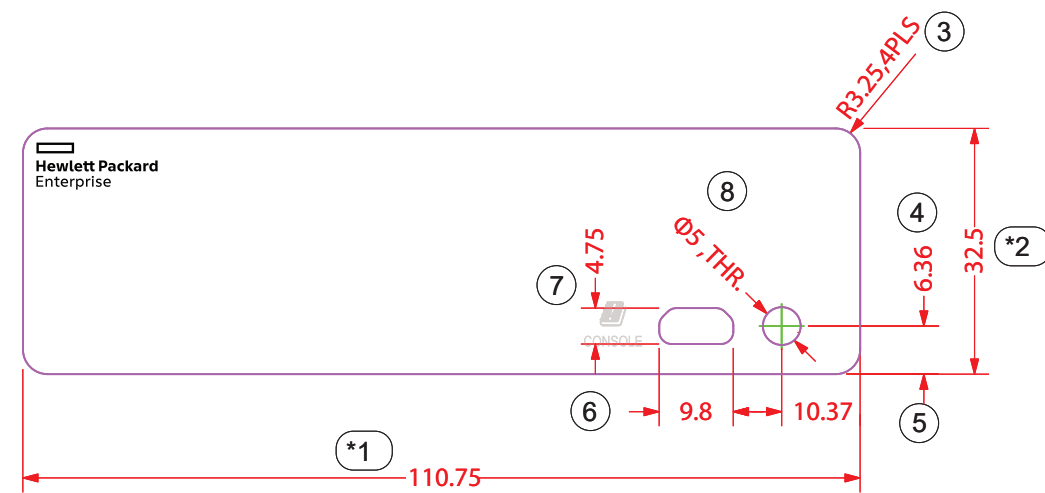 R3.25,4PLS
3
Hewlett Packard
Enterprise
8
4
Φ5 ,THR.
4.75
6.36
32.5
*2
7
CONSOLE
6
9.8
10.37
5
*1
110.75